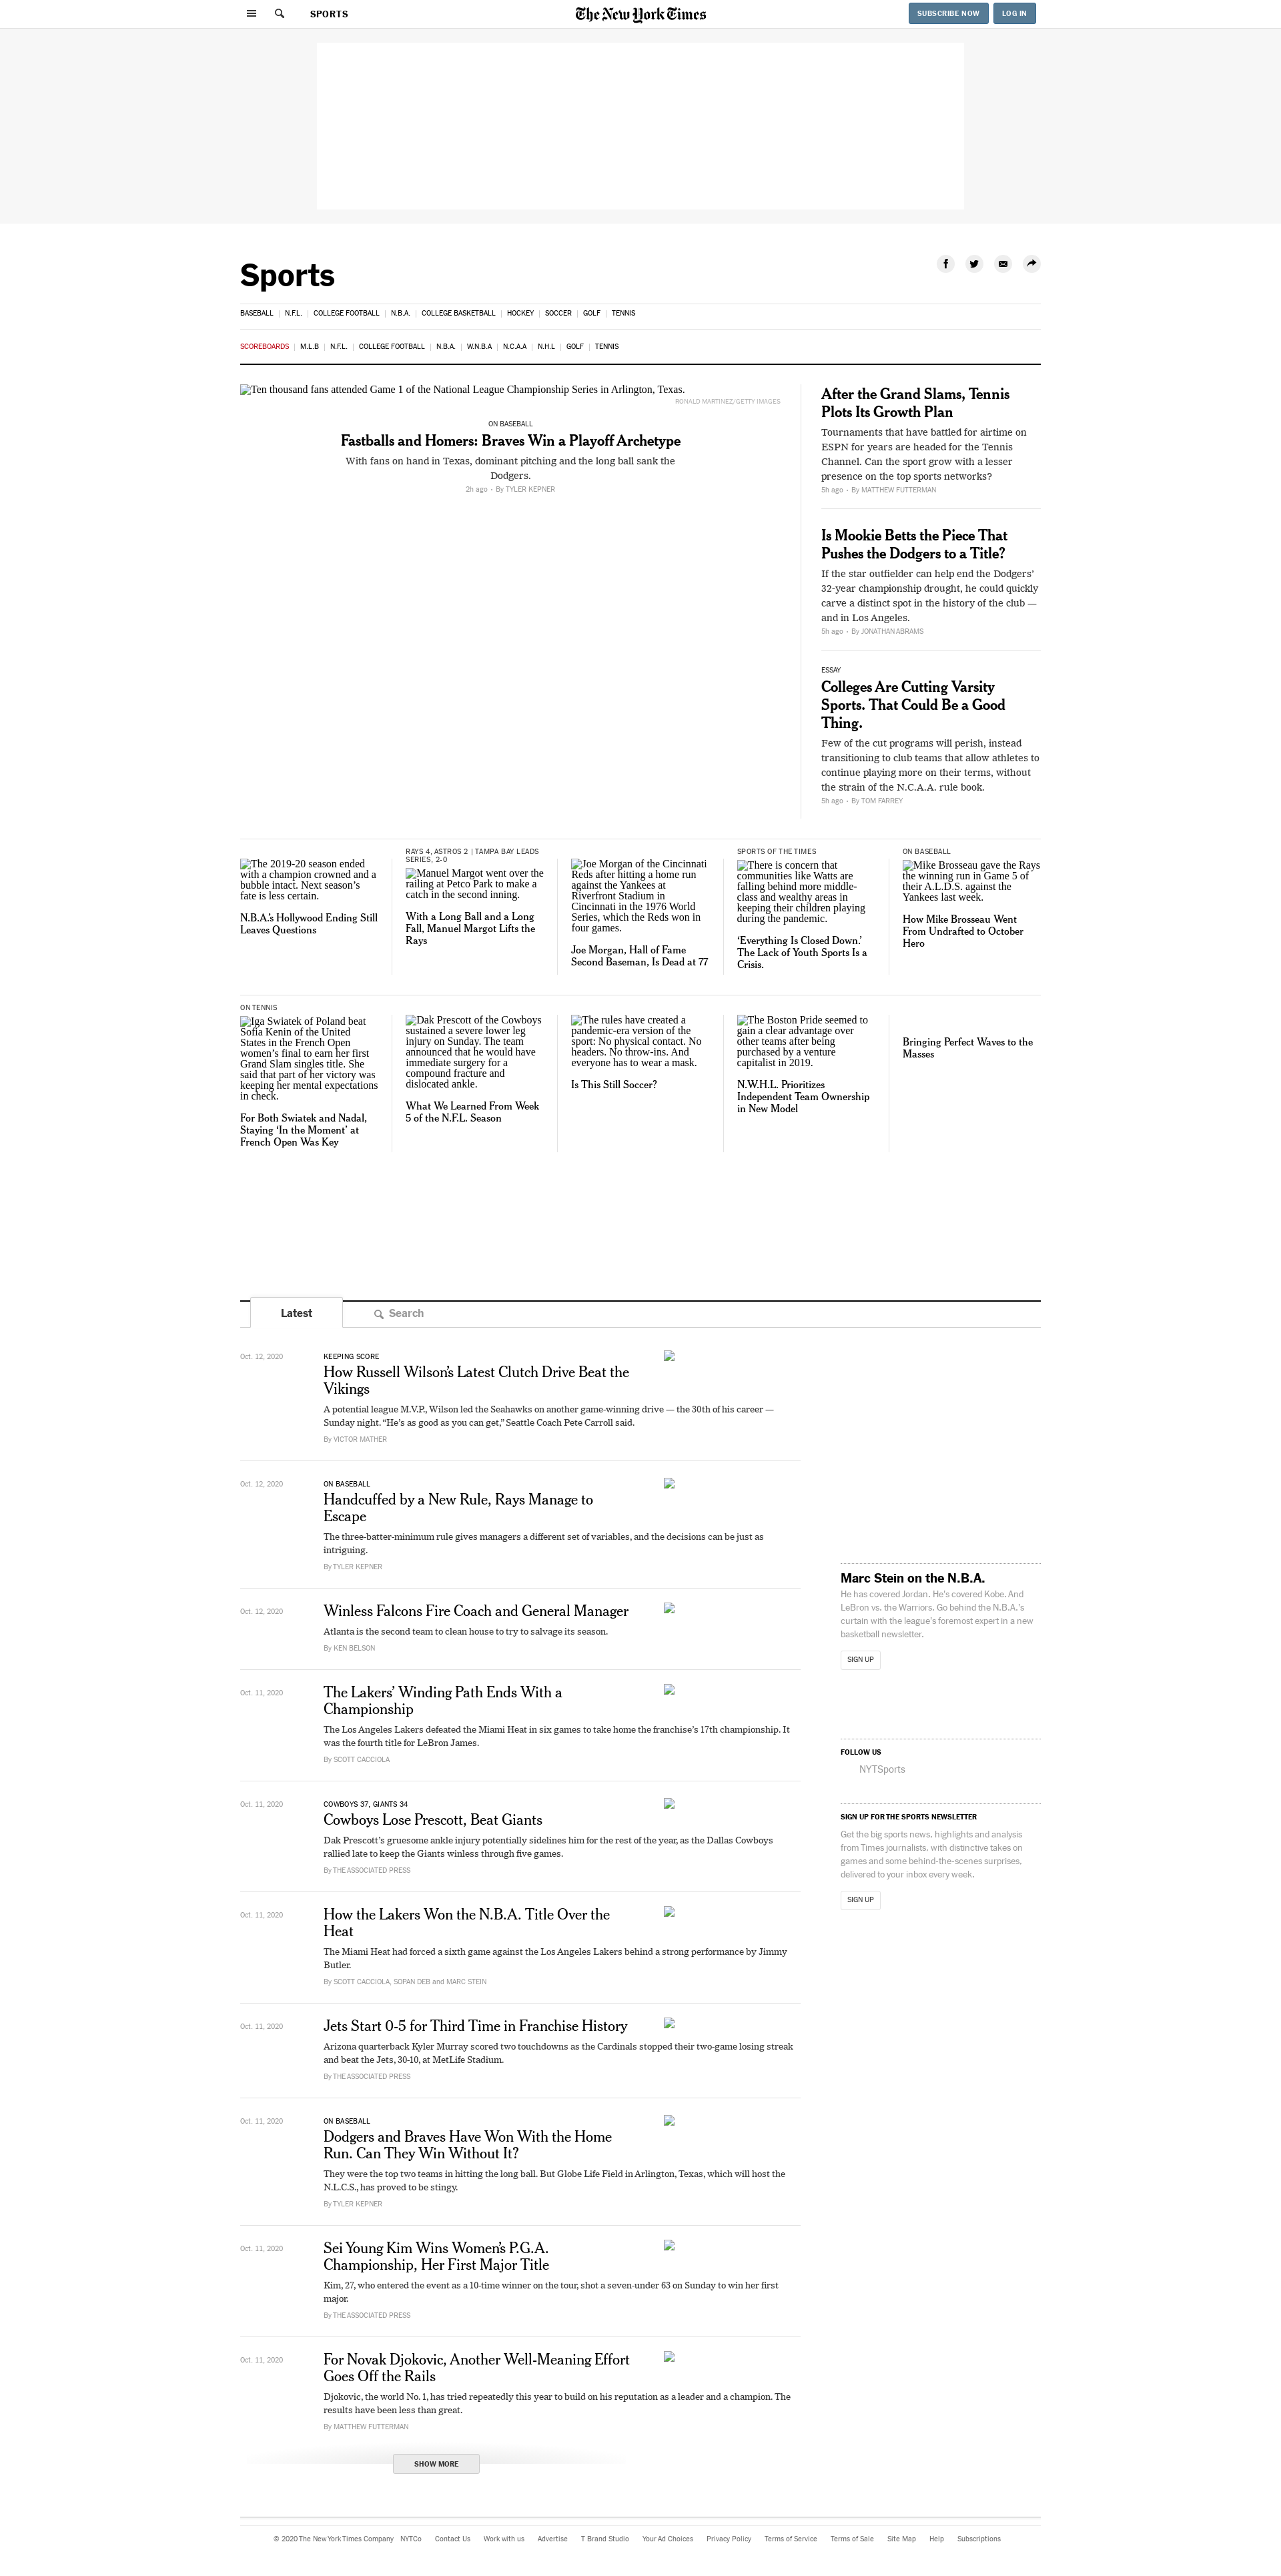 SPORTS
The New York Times
SUBSCRIBE NOW
LOG IN
Sports
BASEBALL | N.F.L. | COLLEGE FOOTBALL | N.B.A. | COLLEGE BASKETBALL | HOCKEY | SOCCER | GOLF | TENNIS
SCOREBOARDS | M.L.B | N.F.L. | COLLEGE FOOTBALL | N.B.A. | W.N.B.A | N.C.A.A | N.H.L | GOLF | TENNIS
Ten thousand fans attended Game 1 of the National League Championship Series in Arlington, Texas.
RONALD MARTINEZ/GETTY IMAGES
ON BASEBALL
Fastballs and Homers: Braves Win a Playoff Archetype
With fans on hand in Texas, dominant pitching and the long ball sank the
Dodgers.
2h ago • By TYLER KEPNER
After the Grand Slams, Tennis
Plots Its Growth Plan
Tournaments that have battled for airtime on
ESPN for years are headed for the Tennis
Channel. Can the sport grow with a lesser
presence on the top sports networks?
5h ago • By MATTHEW FUTTERMAN
Is Mookie Betts the Piece That
Pushes the Dodgers to a Title?
If the star outfielder can help end the Dodgers'
32-year championship drought, he could quickly
carve a distinct spot in the history of the club —
and in Los Angeles.
5h ago • By JONATHAN ABRAMS
ESSAY
Colleges Are Cutting Varsity
Sports. That Could Be a Good
Thing.
Few of the cut programs will perish, instead
transitioning to club teams that allow athletes to
continue playing more on their terms, without
the strain of the N.C.A.A. rule book.
5h ago • By TOM FARREY
The 2019-20 season ended
with a champion crowned and a
bubble intact. Next season's
fate is less certain.
N.B.A.'s Hollywood Ending Still
Leaves Questions
RAYS 4, ASTROS 2 | TAMPA BAY LEADS
SERIES, 2-0
Manuel Margot went over the
railing at Petco Park to make a
catch in the second inning.
With a Long Ball and a Long
Fall, Manuel Margot Lifts the
Rays
Joe Morgan of the Cincinnati
Reds after hitting a home run
against the Yankees at
Riverfront Stadium in
Cincinnati in the 1976 World
Series, which the Reds won in
four games.
Joe Morgan, Hall of Fame
Second Baseman, Is Dead at 77
SPORTS OF THE TIMES
There is concern that
communities like Watts are
falling behind more middle-
class and wealthy areas in
keeping their children playing
during the pandemic.
'Everything Is Closed Down.'
The Lack of Youth Sports Is a
Crisis.
ON BASEBALL
Mike Brosseau gave the Rays
the winning run in Game 5 of
their A.L.D.S. against the
Yankees last week.
How Mike Brosseau Went
From Undrafted to October
Hero
ON TENNIS
Iga Swiatek of Poland beat
Sofia Kenin of the United
States in the French Open
women's final to earn her first
Grand Slam singles title. She
said that part of her victory was
keeping her mental expectations
in check.
For Both Swiatek and Nadal,
Staying 'In the Moment' at
French Open Was Key
Dak Prescott of the Cowboys
sustained a severe lower leg
injury on Sunday. The team
announced that he would have
immediate surgery for a
compound fracture and
dislocated ankle.
What We Learned From Week
5 of the N.F.L. Season
The rules have created a
pandemic-era version of the
sport: No physical contact. No
headers. No throw-ins. And
everyone has to wear a mask.
Is This Still Soccer?
The Boston Pride seemed to
gain a clear advantage over
other teams after being
purchased by a venture
capitalist in 2019.
N.W.H.L. Prioritizes
Independent Team Ownership
in New Model
Bringing Perfect Waves to the
Masses
Latest
Search
Oct. 12, 2020
KEEPING SCORE
How Russell Wilson's Latest Clutch Drive Beat the
Vikings
A potential league M.V.P., Wilson led the Seahawks on another game-winning drive — the 30th of his career —
Sunday night. "He's as good as you can get," Seattle Coach Pete Carroll said.
By VICTOR MATHER
Oct. 12, 2020
ON BASEBALL
Handcuffed by a New Rule, Rays Manage to
Escape
The three-batter-minimum rule gives managers a different set of variables, and the decisions can be just as
intriguing.
By TYLER KEPNER
Oct. 12, 2020
Winless Falcons Fire Coach and General Manager
Atlanta is the second team to clean house to try to salvage its season.
By KEN BELSON
Oct. 11, 2020
The Lakers' Winding Path Ends With a
Championship
The Los Angeles Lakers defeated the Miami Heat in six games to take home the franchise's 17th championship. It
was the fourth title for LeBron James.
By SCOTT CACCIOLA
Oct. 11, 2020
COWBOYS 37, GIANTS 34
Cowboys Lose Prescott, Beat Giants
Dak Prescott's gruesome ankle injury potentially sidelines him for the rest of the year, as the Dallas Cowboys
rallied late to keep the Giants winless through five games.
By THE ASSOCIATED PRESS
Oct. 11, 2020
How the Lakers Won the N.B.A. Title Over the
Heat
The Miami Heat had forced a sixth game against the Los Angeles Lakers behind a strong performance by Jimmy
Butler.
By SCOTT CACCIOLA, SOPAN DEB and MARC STEIN
Oct. 11, 2020
Jets Start 0-5 for Third Time in Franchise History
Arizona quarterback Kyler Murray scored two touchdowns as the Cardinals stopped their two-game losing streak
and beat the Jets, 30-10, at MetLife Stadium.
By THE ASSOCIATED PRESS
Oct. 11, 2020
ON BASEBALL
Dodgers and Braves Have Won With the Home
Run. Can They Win Without It?
They were the top two teams in hitting the long ball. But Globe Life Field in Arlington, Texas, which will host the
N.L.C.S., has proved to be stingy.
By TYLER KEPNER
Oct. 11, 2020
Sei Young Kim Wins Women's P.G.A.
Championship, Her First Major Title
Kim, 27, who entered the event as a 10-time winner on the tour, shot a seven-under 63 on Sunday to win her first
major.
By THE ASSOCIATED PRESS
Oct. 11, 2020
For Novak Djokovic, Another Well-Meaning Effort
Goes Off the Rails
Djokovic, the world No. 1, has tried repeatedly this year to build on his reputation as a leader and a champion. The
results have been less than great.
By MATTHEW FUTTERMAN
SHOW MORE
Marc Stein on the N.B.A.
He has covered Jordan. He's covered Kobe. And
LeBron vs. the Warriors. Go behind the N.B.A.'s
curtain with the league's foremost expert in a new
basketball newsletter.
SIGN UP
FOLLOW US
NYTSports
SIGN UP FOR THE SPORTS NEWSLETTER
Get the big sports news, highlights and analysis
from Times journalists, with distinctive takes on
games and some behind-the-scenes surprises,
delivered to your inbox every week.
SIGN UP
© 2020 The New York Times Company NYTCo Contact Us Work with us Advertise T Brand Studio Your Ad Choices Privacy Policy Terms of Service Terms of Sale Site Map Help Subscriptions